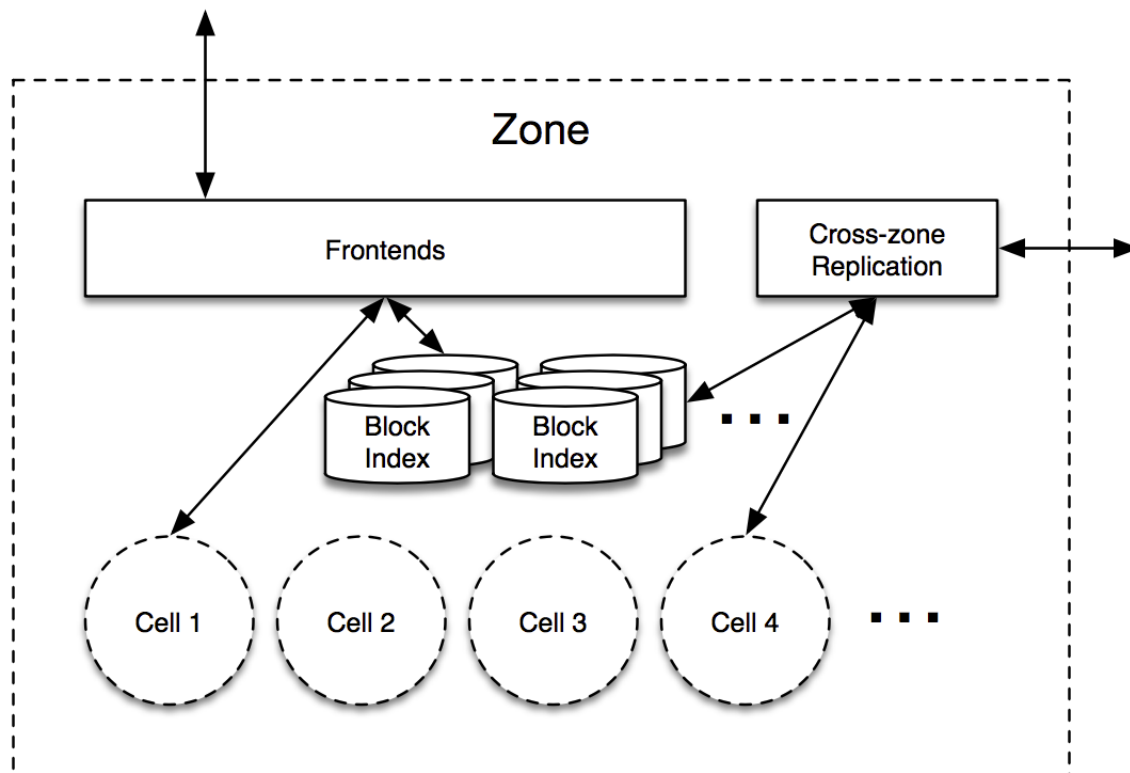 Zone
Frontends
Cross-zone
Replication
Block
Index
Block
Index
...
Cell 1
Cell 2
Cell 3
Cell 4
...